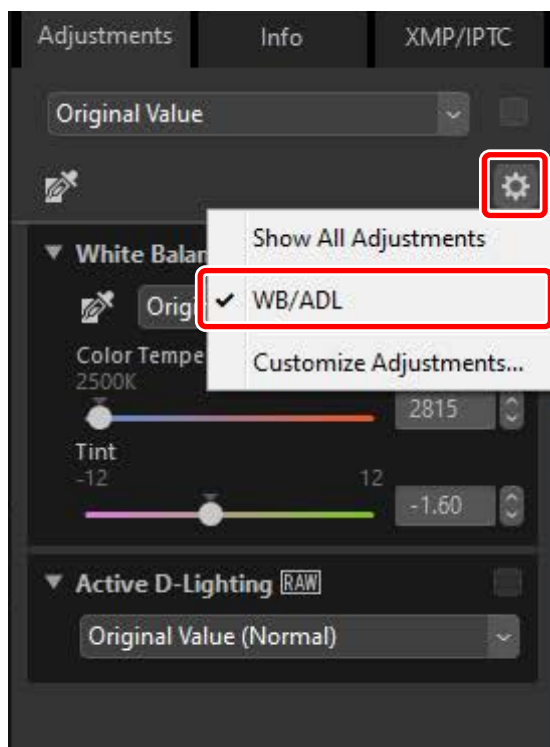 Adjustments Info XMP/IPTC
Original Value
Show All Adjustments
White Balan
WB/ADL
Origi
Customize Adjustments...
Color Tempe
2500K
2815
Tint
-12 12
-1.60
Active D-Lighting RAW
Original Value (Normal)